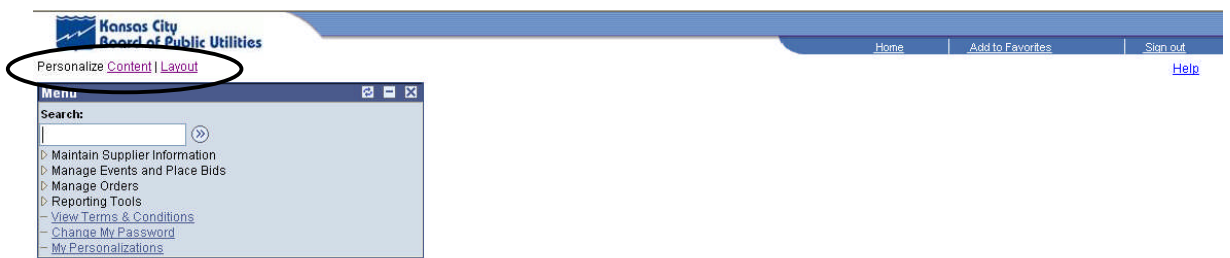 Kansas City
Board of Public Utilities
Home Add to Favorites Sign out
Personalize Content | Layout
Help
Menu
Search:
Maintain Supplier Information
Manage Events and Place Bids
Manage Orders
Reporting Tools
View Terms & Conditions
Change My Password
My Personalizations